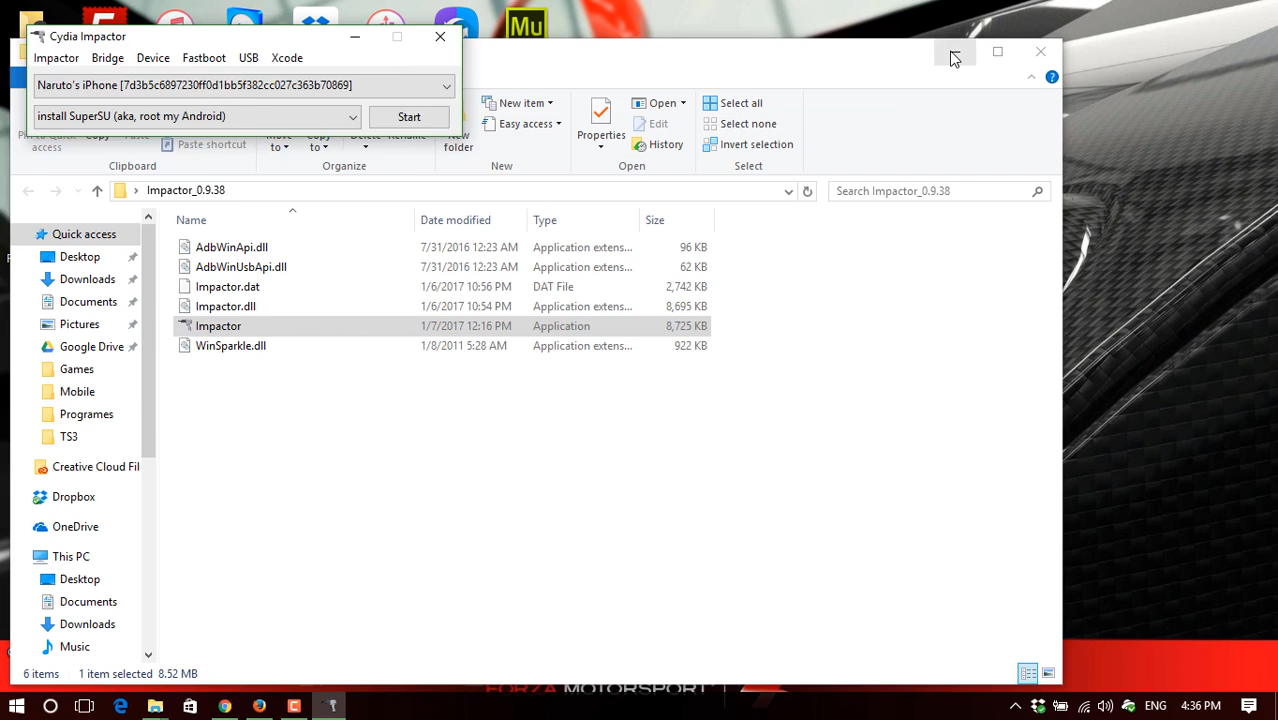 Mu
Cydia Impactor
Impactor Bridge Device Fastboot USB Xcode
Naruto's iPhone [7d3b5c6897230ff0d1bb5f382cc027c363b70869]
install SuperSU (aka, root my Android) Start
New item Open Select all
Easy access Edit Select none
access Paste shortcut to to folder Properties History Invert selection
Clipboard Organize New Open Select
Impactor_0.9.38 Search Impactor_0.9.38
Name Date modified Type Size
Quick access
Desktop
Downloads
Documents
Pictures
Google Drive
Games
Mobile
Programes
TS3
Creative Cloud Fil
Dropbox
OneDrive
This PC
Desktop
Documents
Downloads
Music
AdbWinApi.dll 7/31/2016 12:23 AM Application extens... 96 KB
AdbWinUsbApi.dll 7/31/2016 12:23 AM Application extens... 62 KB
Impactor.dat 1/6/2017 10:56 PM DAT File 2,742 KB
Impactor.dll 1/6/2017 10:54 PM Application extens... 8,695 KB
Impactor 1/7/2017 12:16 PM Application 8,725 KB
WinSparkle.dll 1/8/2011 5:28 AM Application extens... 922 KB
6 items 1 item selected 8.52 MB
FORZA MOTORSPORT
ENG 4:36 PM